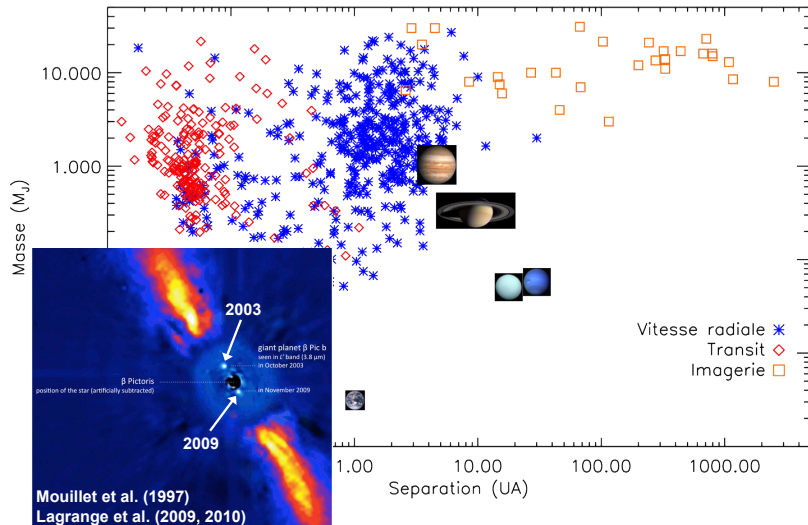 10.000
1.000
Masse (M_J)
Vitesse radiale
Transit
Imagerie
1.00
10.00
100.00
1000.00
Separation (UA)
2003
giant planet β Pic b
seen in L' band (3.8 μm)
in October 2003
β Pictoris
position of the star (artificially subtracted)
in November 2009
2009
Mouillet et al. (1997)
Lagrange et al. (2009, 2010)